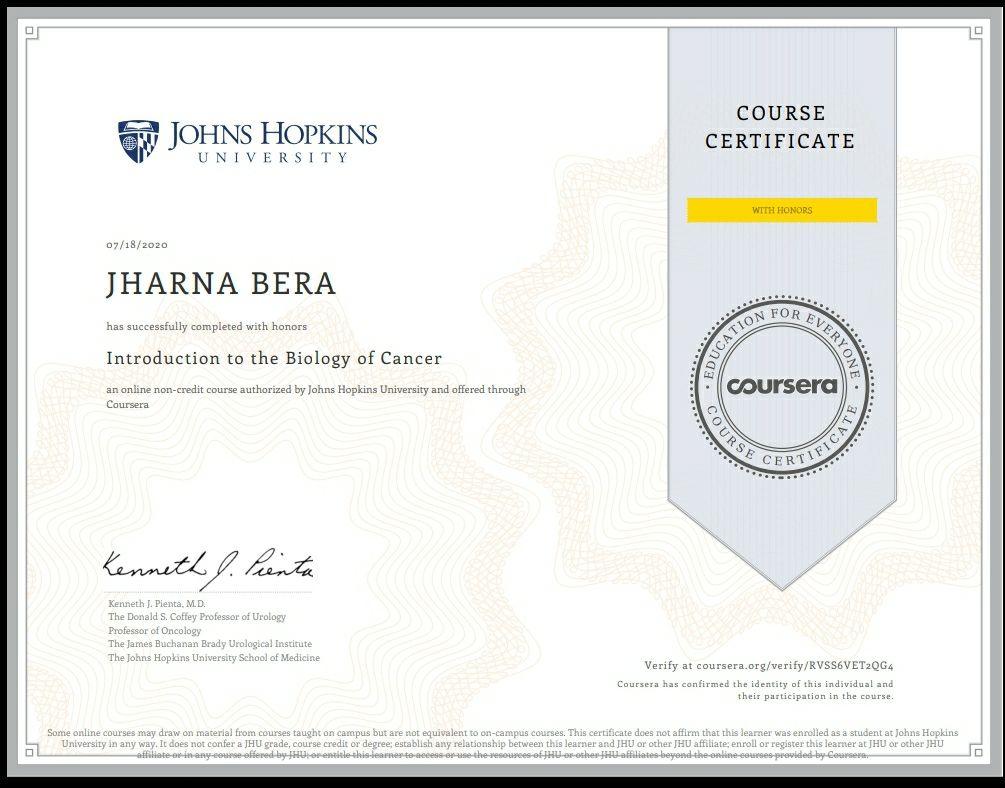 JOHNS HOPKINS
UNIVERSITY
COURSE
CERTIFICATE
WITH HONORS
07/18/2020
JHARNA BERA
has successfully completed with honors
Introduction to the Biology of Cancer
an online non-credit course authorized by Johns Hopkins University and offered through
Coursera
EDUCATION FOR EVERYONE
coursera
COURSE CERTIFICATE
Kenneth J. Pienta
Kenneth J. Pienta, M.D.
The Donald S. Coffey Professor of Urology
Professor of Oncology
The James Buchanan Brady Urological Institute
The Johns Hopkins University School of Medicine
Verify at coursera.org/verify/RVSS6VET2QG4
Coursera has confirmed the identity of this individual and
their participation in the course.
Some online courses may draw on material from courses taught on campus but are not equivalent to on-campus courses. This certificate does not affirm that this learner was enrolled as a student at Johns Hopkins
University in any way. It does not confer a JHU grade, course credit or degree; establish any relationship between this learner and JHU or other JHU affiliate; enroll or register this learner at JHU or other JHU
affiliate or in any course offered by JHU; or entitle this learner to access or use the resources of JHU or other JHU affiliates beyond the online courses provided by Coursera.